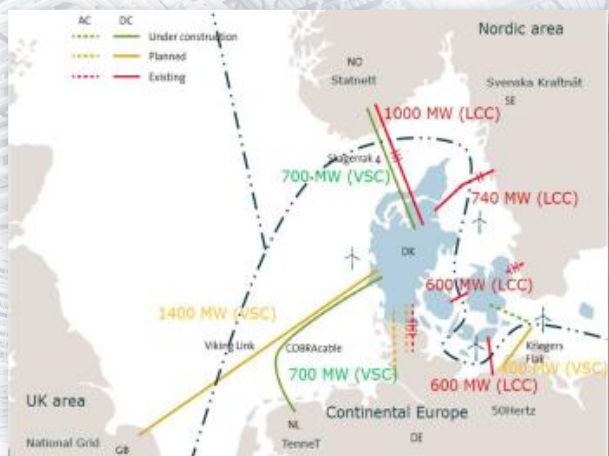 AC DC
Under construction
Planned
Existing
Nordic area
NO
Statnett
Svenska Kraftnät
SE
1000 MW (LCC)
Skagerrak 4
700 MW (VSC)
740 MW (LCC)
DK
600 MW (LCC)
1400 MW (VSC)
Viking Link
COBRAcable
Kriegers
Flak
700 MW (VSC)
400 MW (VSC)
600 MW (LCC)
UK area
Continental Europe
50Hertz
NL
TenneT
National Grid
GB
DE